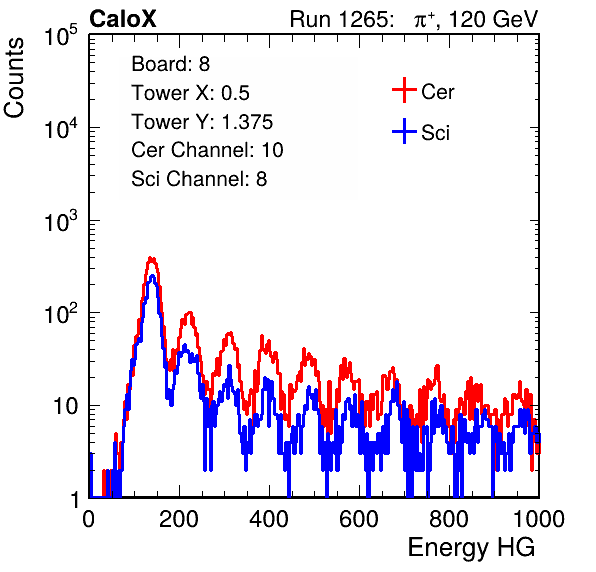 CaloX Run 1265: π⁺, 120 GeV
Counts
10⁵
10⁴
10³
10²
10
1
Board: 8
Tower X: 0.5
Tower Y: 1.375
Cer Channel: 10
Sci Channel: 8
Cer
Sci
0 200 400 600 800 1000
Energy HG